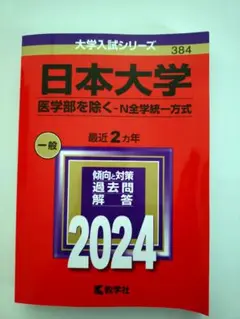 大学入試シリーズ
384
日本大学
医学部を除く-N全学統一方式
一般
最近2カ年
傾向と対策
過去問
解答
2024
教学社